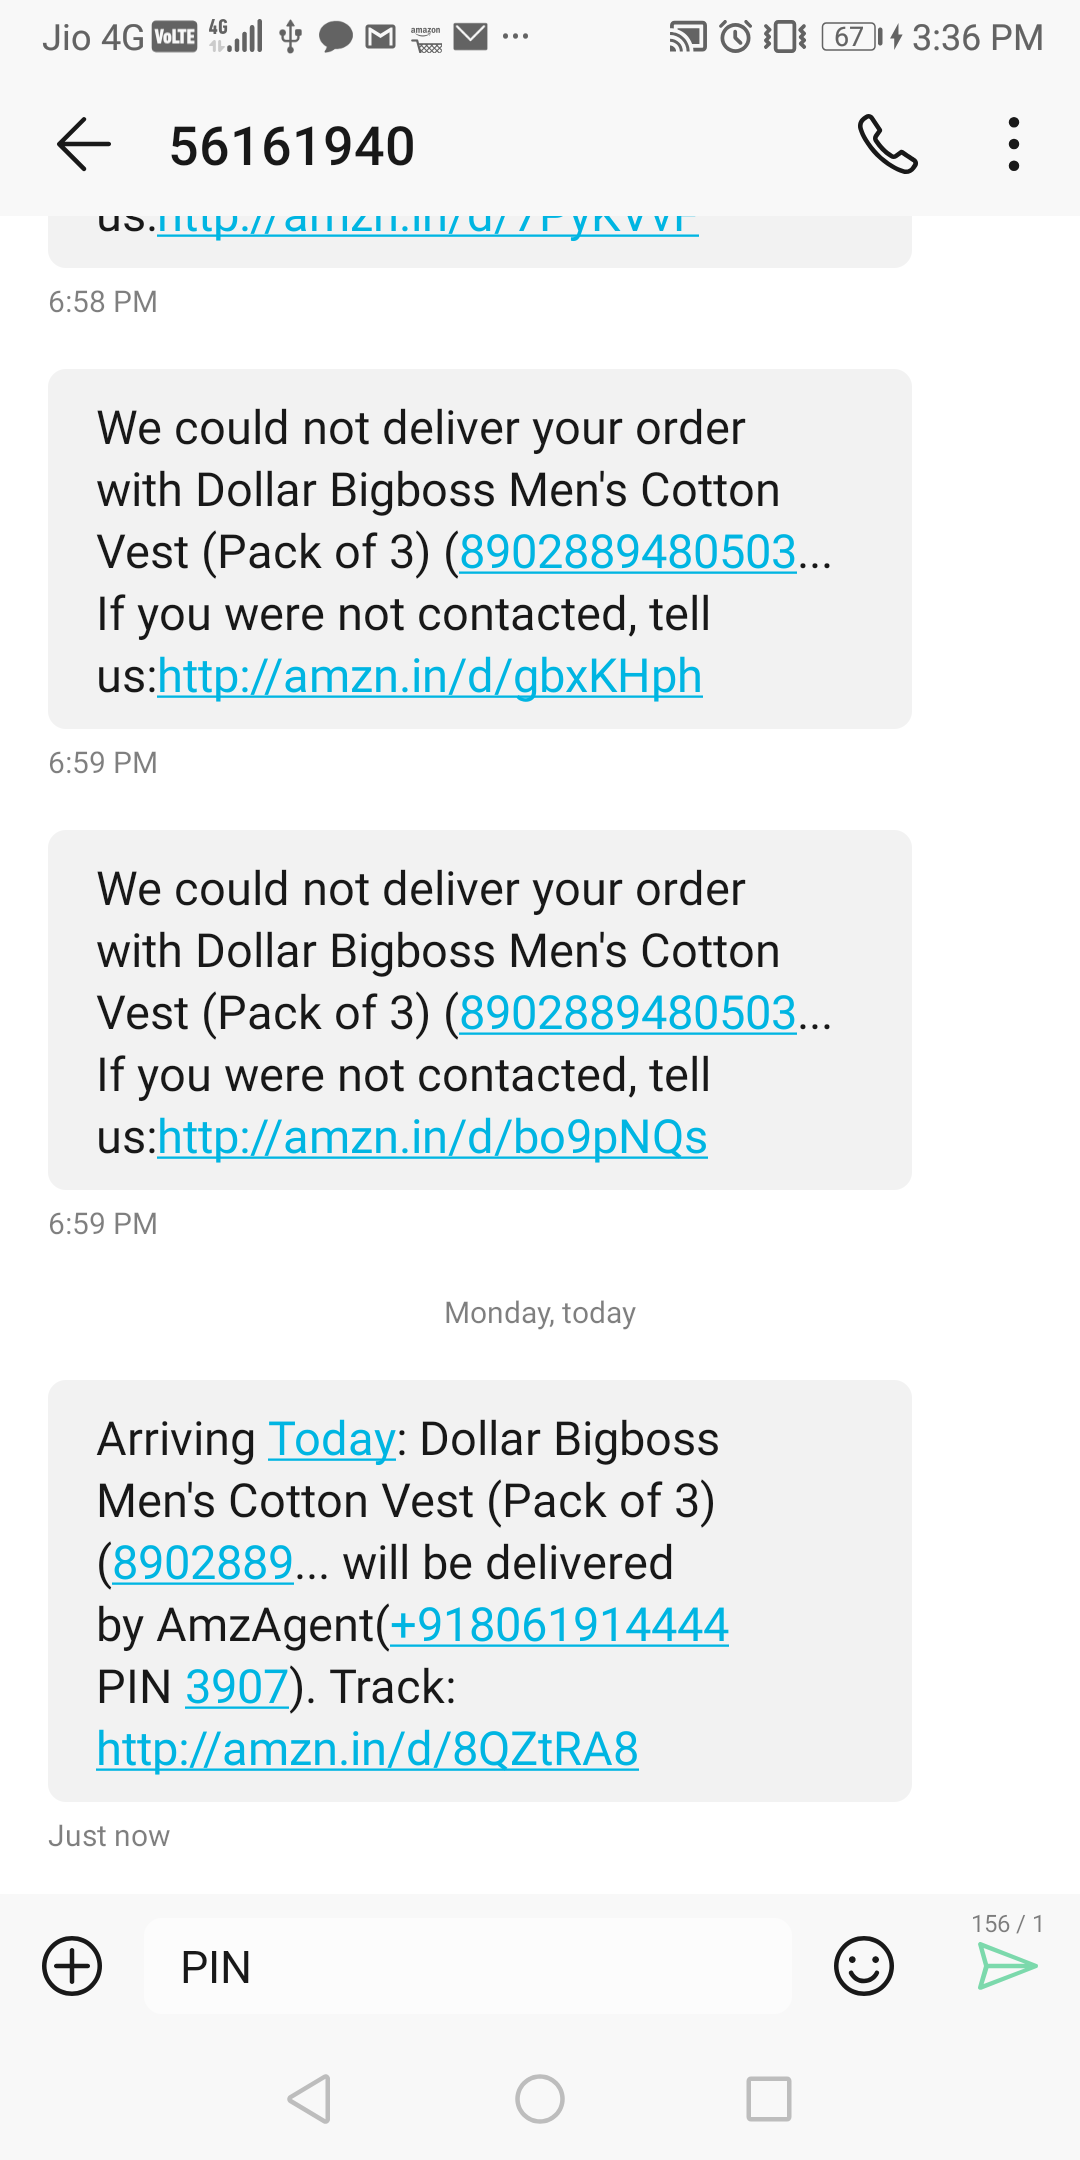 Jio 4G VoLTE 4G amazon 67 3:36 PM
56161940
6:58 PM
We could not deliver your order
with Dollar Bigboss Men's Cotton
Vest (Pack of 3) (8902889480503...
If you were not contacted, tell
us:http://amzn.in/d/gbxKHph
6:59 PM
We could not deliver your order
with Dollar Bigboss Men's Cotton
Vest (Pack of 3) (8902889480503...
If you were not contacted, tell
us:http://amzn.in/d/bo9pNQs
6:59 PM
Monday, today
Arriving Today: Dollar Bigboss
Men's Cotton Vest (Pack of 3)
(8902889... will be delivered
by AmzAgent(+918061914444
PIN 3907). Track:
http://amzn.in/d/8QZtRA8
Just now
156 / 1
PIN